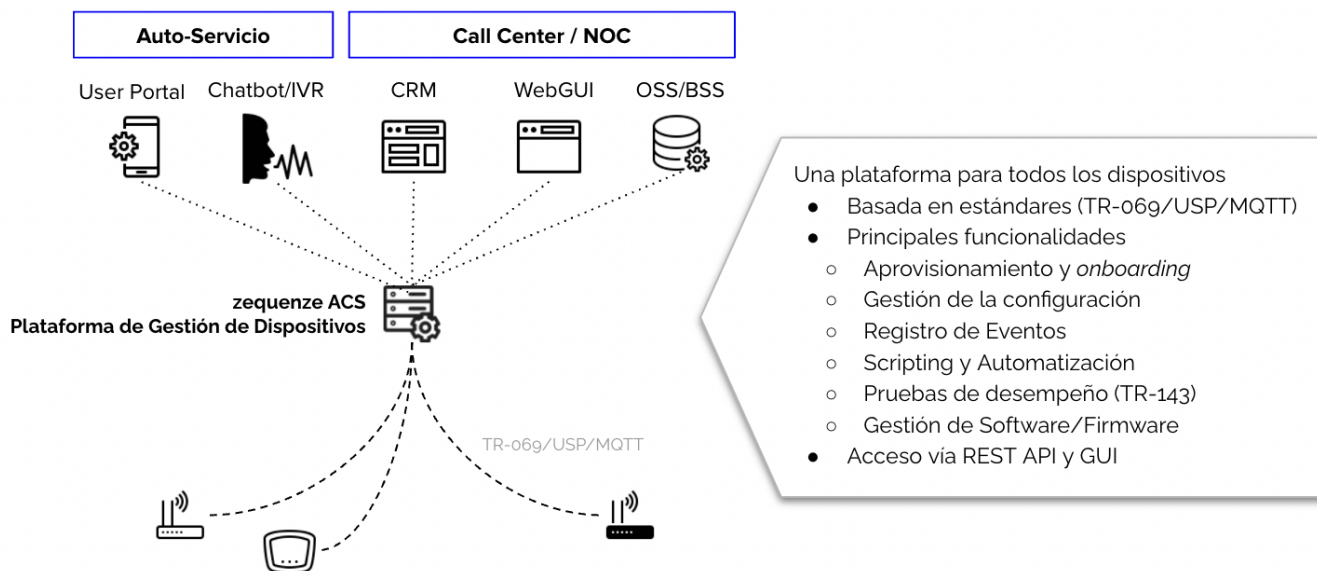 Auto-Servicio
Call Center / NOC
User Portal
Chatbot/IVR
CRM
WebGUI
OSS/BSS
zequenze ACS
Plataforma de Gestión de Dispositivos
TR-069/USP/MQTT
Una plataforma para todos los dispositivos
● Basada en estándares (TR-069/USP/MQTT)
● Principales funcionalidades
○ Aprovisionamiento y onboarding
○ Gestión de la configuración
○ Registro de Eventos
○ Scripting y Automatización
○ Pruebas de desempeño (TR-143)
○ Gestión de Software/Firmware
● Acceso vía REST API y GUI